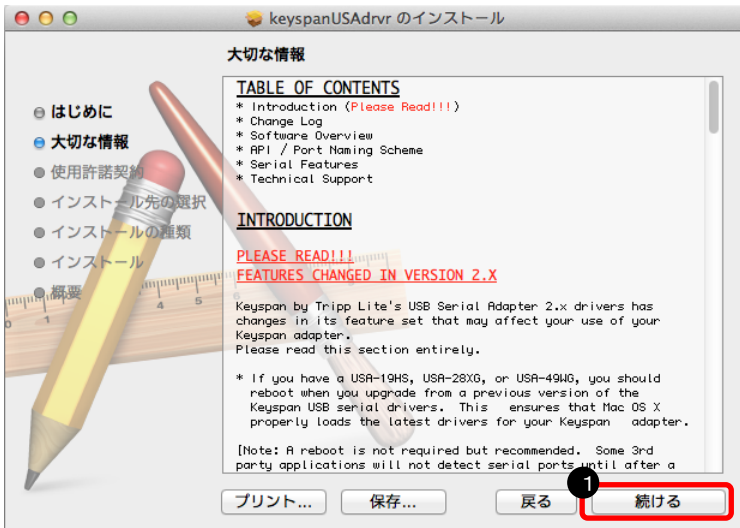 keyspanUSAdrvr のインストール
大切な情報
はじめに
大切な情報
使用許諾契約
インストール先の選択
インストールの種類
インストール
概要
TABLE OF CONTENTS
* Introduction (Please Read!!!)
* Change Log
* Software Overview
* API / Port Naming Scheme
* Serial Features
* Technical Support
INTRODUCTION
PLEASE READ!!!
FEATURES CHANGED IN VERSION 2.X
Keyspan by Tripp Lite's USB Serial Adapter 2.x drivers has
changes in its feature set that may affect your use of your
Keyspan adapter.
Please read this section entirely.
* If you have a USA-19HS, USA-28XG, or USA-49WG, you should
reboot when you upgrade from a previous version of the
Keyspan USB serial drivers. This ensures that Mac OS X
properly loads the latest drivers for your Keyspan adapter.
[Note: A reboot is not required but recommended. Some 3rd
party applications will not detect serial ports until after a
プリント... 保存... 戻る 続ける
1
4 5
0 1